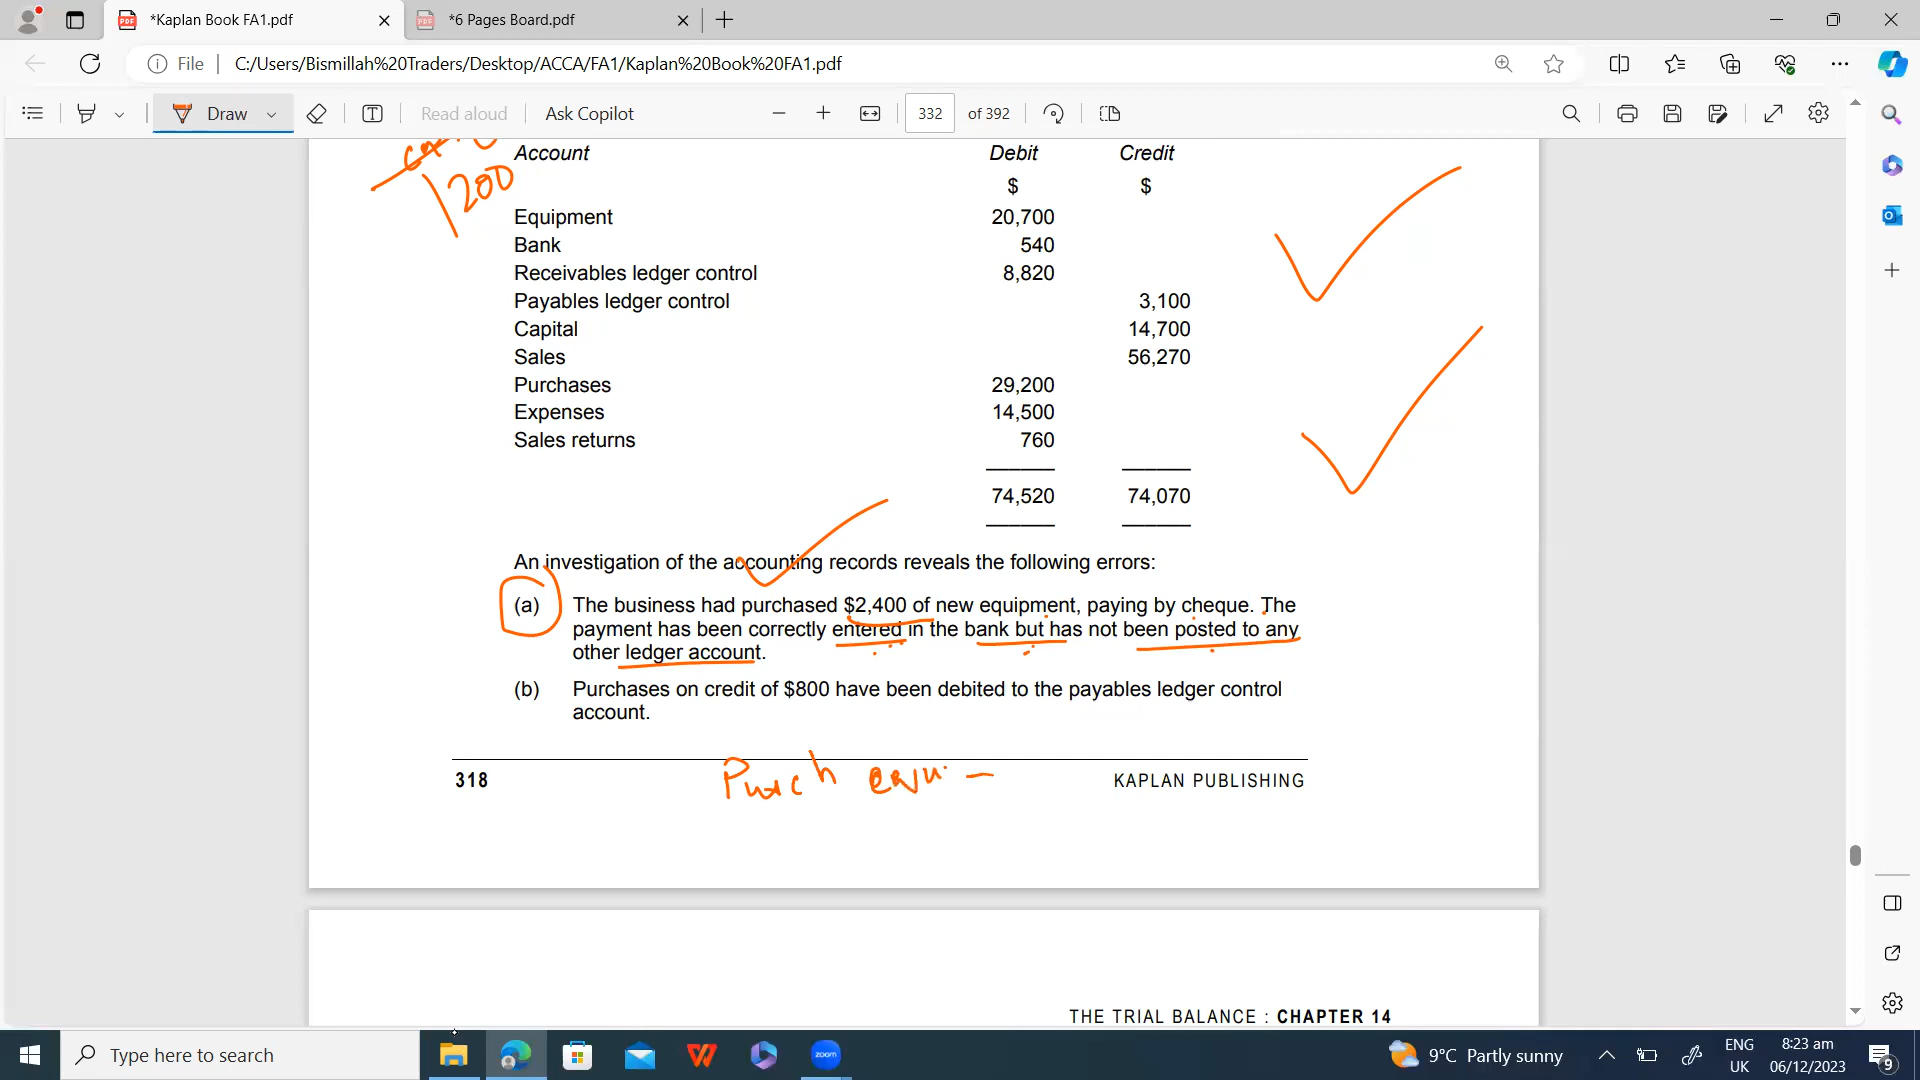 *Kaplan Book FA1.pdf
*6 Pages Board.pdf
File
C:/Users/Bismillah%20Traders/Desktop/ACCA/FA1/Kaplan%20Book%20FA1.pdf
Draw
Read aloud
Ask Copilot
332
of 392
1200
Account Debit Credit
$ $
Equipment 20,700
Bank 540
Receivables ledger control 8,820
Payables ledger control 3,100
Capital 14,700
Sales 56,270
Purchases 29,200
Expenses 14,500
Sales returns 760
74,520 74,070
An investigation of the accounting records reveals the following errors:
(a) The business had purchased $2,400 of new equipment, paying by cheque. The
payment has been correctly entered in the bank but has not been posted to any
other ledger account.
(b) Purchases on credit of $800 have been debited to the payables ledger control
account.
Purch equi –
318 KAPLAN PUBLISHING
THE TRIAL BALANCE : CHAPTER 14
Type here to search
zoom
9°C Partly sunny
ENG
UK
8:23 am
06/12/2023
9